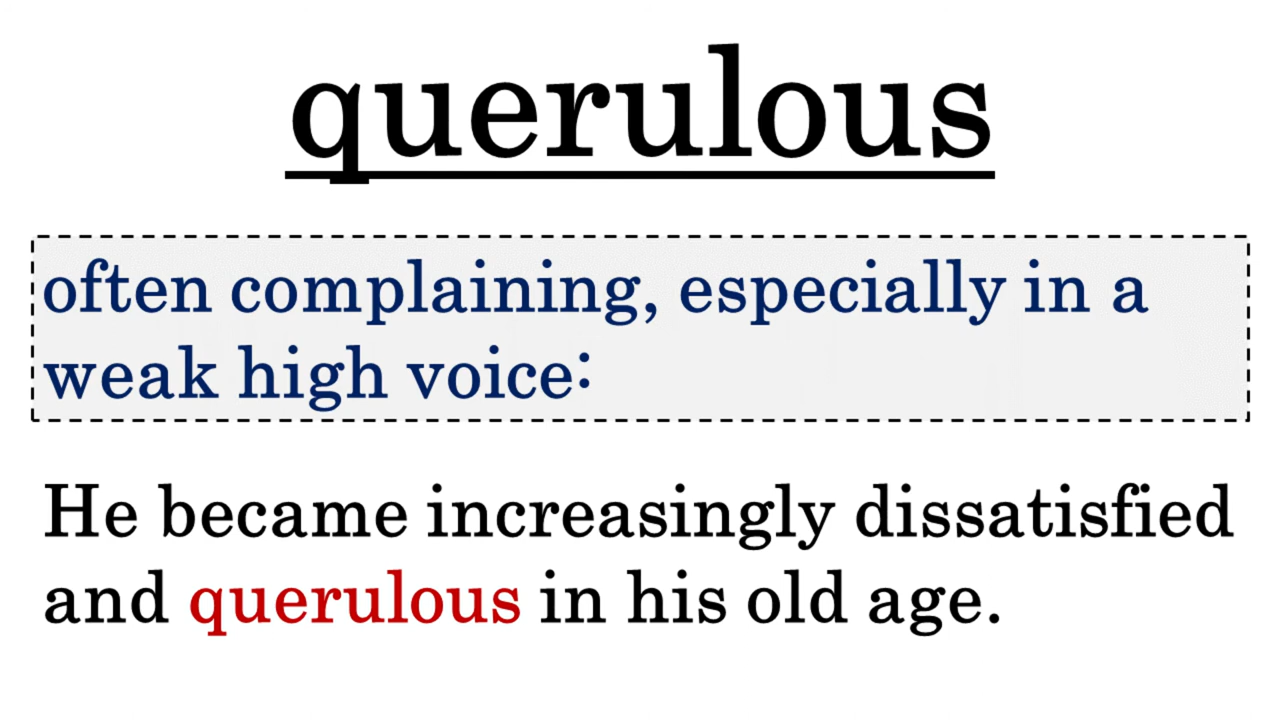 querulous
often complaining, especially in a
weak high voice:
He became increasingly dissatisfied
and querulous in his old age.